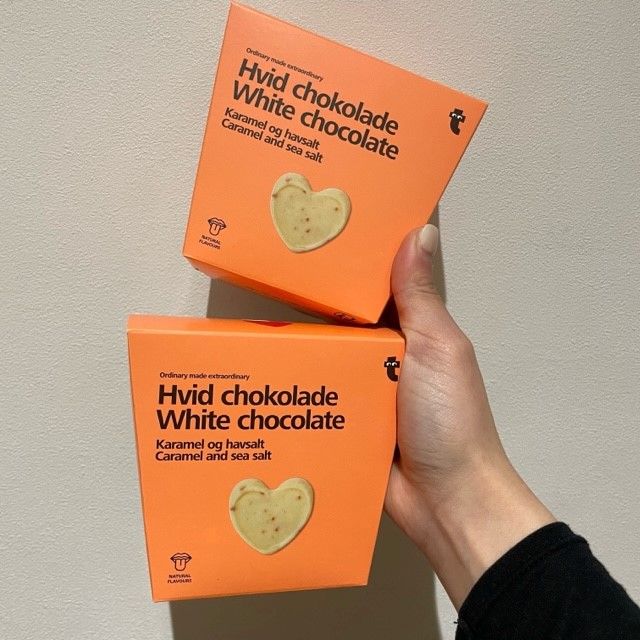 Ordinary made extraordinary
Hvid chokolade
White chocolate
Karamel og havsalt
Caramel and sea salt
t
NATURAL
FLAVOURS
Ordinary made extraordinary
Hvid chokolade
White chocolate
Karamel og havsalt
Caramel and sea salt
t
NATURAL
FLAVOURS